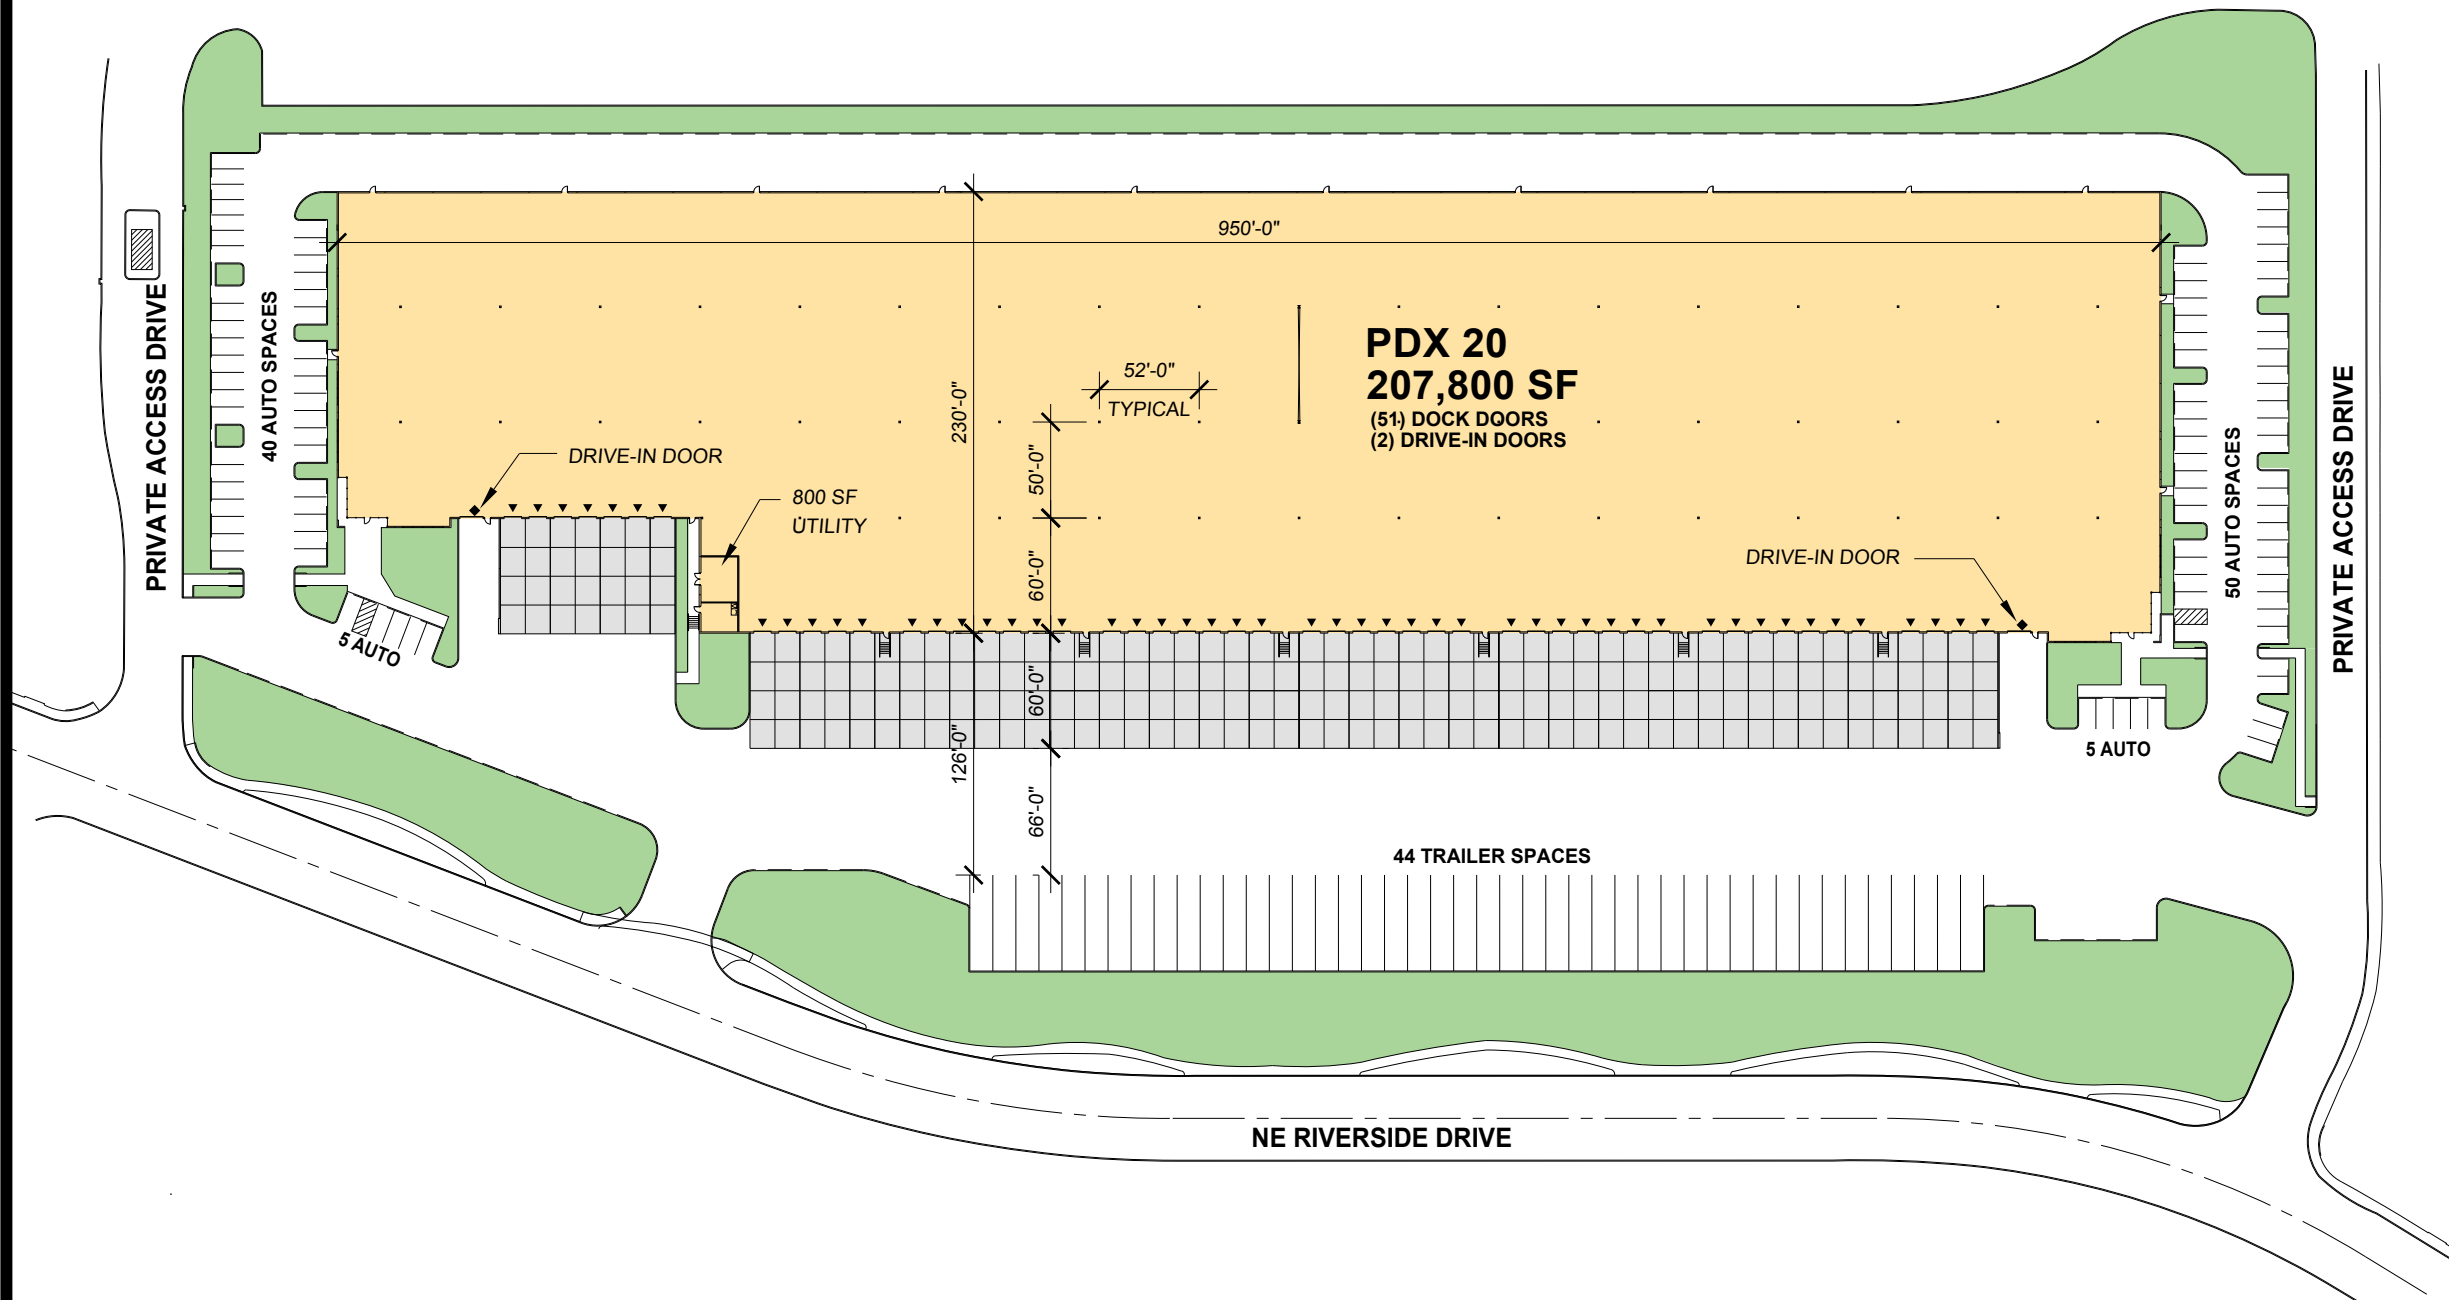 950'-0"
PDX 20
207,800 SF
(51) DOCK DOORS
(2) DRIVE-IN DOORS
52'-0"
TYPICAL
230'-0"
50'-0"
60'-0"
60'-0"
126'-0"
66'-0"
PRIVATE ACCESS DRIVE
40 AUTO SPACES
DRIVE-IN DOOR
800 SF
UTILITY
5 AUTO
DRIVE-IN DOOR
50 AUTO SPACES
PRIVATE ACCESS DRIVE
5 AUTO
44 TRAILER SPACES
NE RIVERSIDE DRIVE